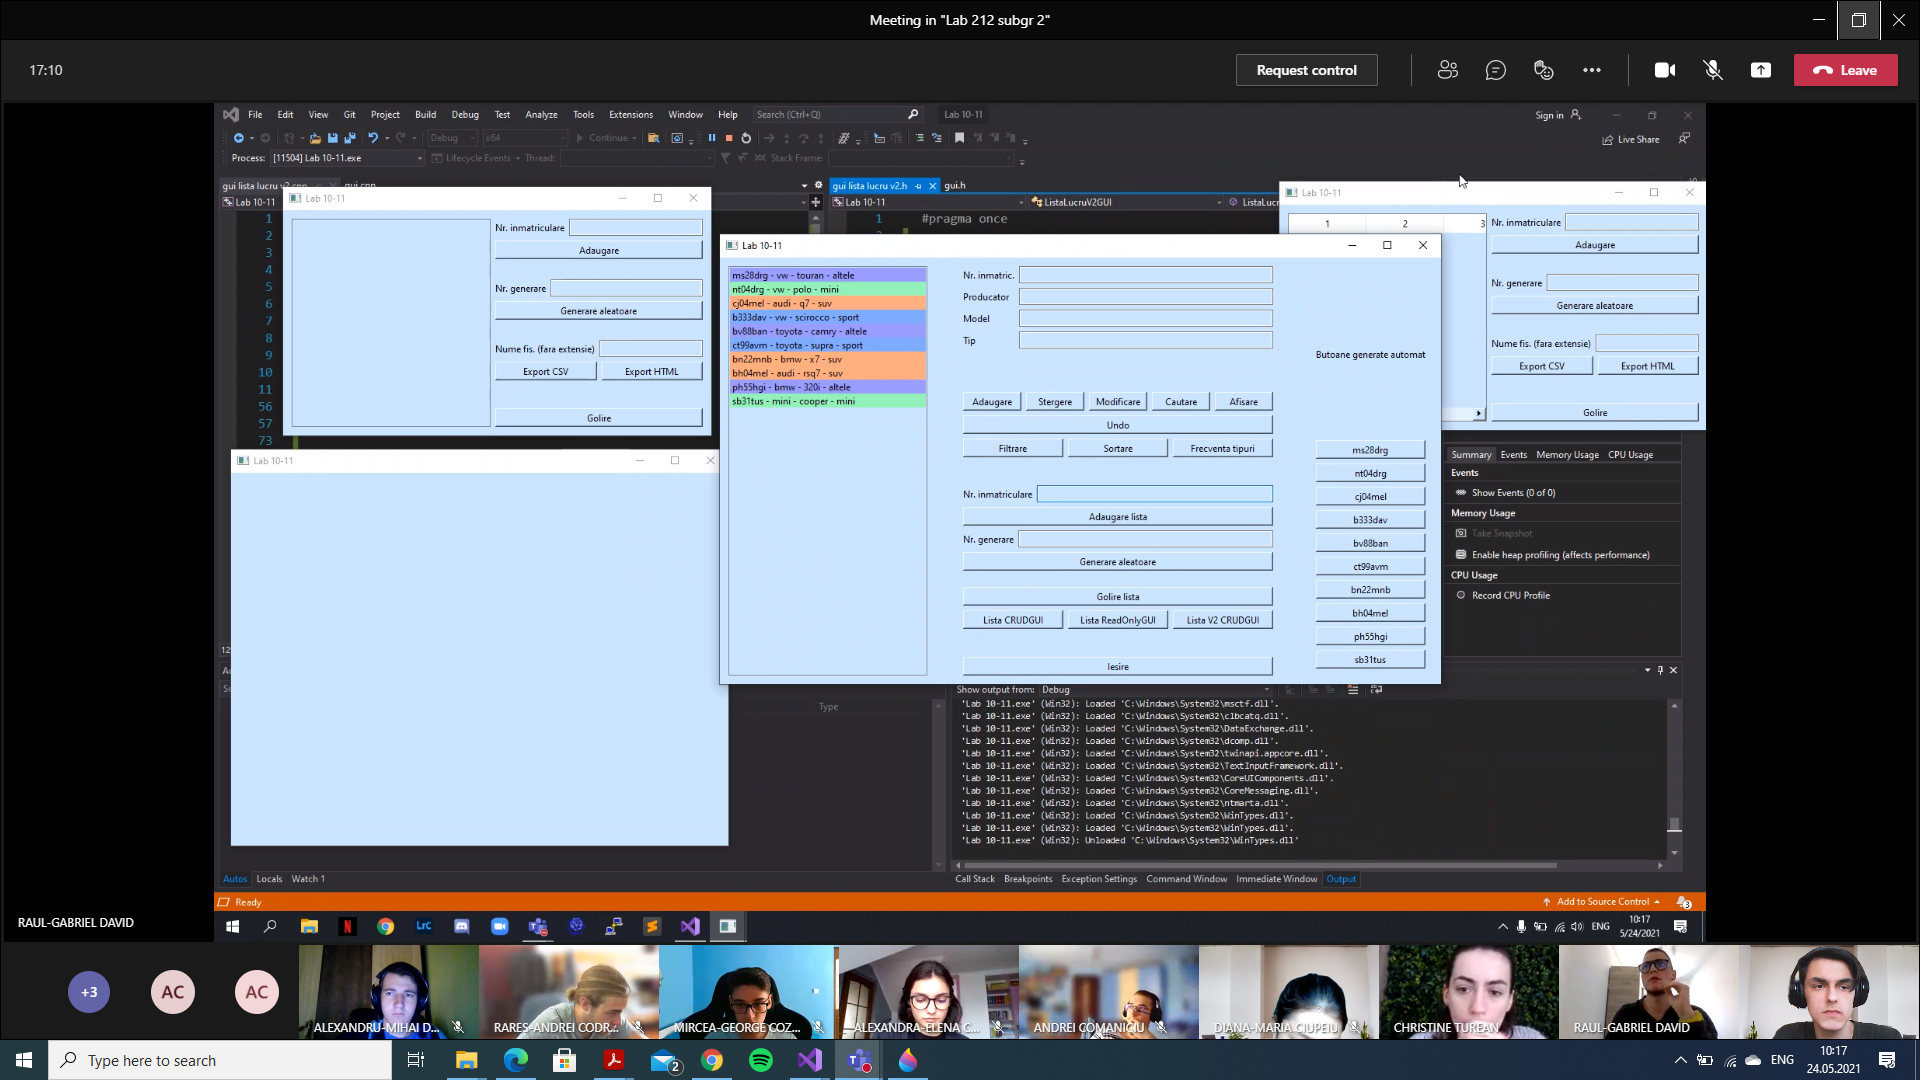 Meeting in "Lab 212 subgr 2"
17:10
Request control
Leave
File Edit View Git Project Build Debug Test Analyze Tools Extensions Window Help Search (Ctrl+Q) Lab 10-11
Sign in
Debug x64 Continue
Live Share
Process: [11504] Lab 10-11.exe Lifecycle Events Thread: Stack Frame:
gui lista lucru v2.cpp gui.cpp
gui lista lucru v2.h gui.h
Lab 10-11
Lab 10-11 ListaLucruV2GUI
1
2
3
4
5
6
7
8
9
10
11
56
57
73
1 #pragma once
2
Lab 10-11
Nr. inmatriculare
Adaugare
Nr. generare
Generare aleatoare
Nume fis. (fara extensie)
Export CSV Export HTML
Golire
Lab 10-11
Lab 10-11
ms28drg - vw - touran - altele
nt04drg - vw - polo - mini
cj04mel - audi - q7 - suv
b333dav - vw - scirocco - sport
bv88ban - toyota - camry - altele
ct99avm - toyota - supra - sport
bn22mnb - bmw - x7 - suv
bh04mel - audi - rsq7 - suv
ph55hgi - bmw - 320i - altele
sb31tus - mini - cooper - mini
Nr. inmatric.
Producator
Model
Tip
Adaugare Stergere Modificare Cautare Afisare
Undo
Filtrare Sortare Frecventa tipuri
Nr. inmatriculare
Adaugare lista
Nr. generare
Generare aleatoare
Golire lista
Lista CRUDGUI Lista ReadOnlyGUI Lista V2 CRUDGUI
Iesire
Butoane generate automat
ms28drg
nt04drg
cj04mel
b333dav
bv88ban
ct99avm
bn22mnb
bh04mel
ph55hgi
sb31tus
Lab 10-11
1 2 3
Nr. inmatriculare
Adaugare
Nr. generare
Generare aleatoare
Nume fis. (fara extensie)
Export CSV Export HTML
Golire
Summary Events Memory Usage CPU Usage
Events
Show Events (0 of 0)
Memory Usage
Take Snapshot
Enable heap profiling (affects performance)
CPU Usage
Record CPU Profile
Type
Show output from: Debug
'Lab 10-11.exe' (Win32): Loaded 'C:\Windows\System32\msctf.dll'.
'Lab 10-11.exe' (Win32): Loaded 'C:\Windows\System32\clbcatq.dll'.
'Lab 10-11.exe' (Win32): Loaded 'C:\Windows\System32\DataExchange.dll'.
'Lab 10-11.exe' (Win32): Loaded 'C:\Windows\System32\dcomp.dll'.
'Lab 10-11.exe' (Win32): Loaded 'C:\Windows\System32\twinapi.appcore.dll'.
'Lab 10-11.exe' (Win32): Loaded 'C:\Windows\System32\TextInputFramework.dll'.
'Lab 10-11.exe' (Win32): Loaded 'C:\Windows\System32\CoreUIComponents.dll'.
'Lab 10-11.exe' (Win32): Loaded 'C:\Windows\System32\CoreMessaging.dll'.
'Lab 10-11.exe' (Win32): Loaded 'C:\Windows\System32\ntmarta.dll'.
'Lab 10-11.exe' (Win32): Loaded 'C:\Windows\System32\WinTypes.dll'.
'Lab 10-11.exe' (Win32): Loaded 'C:\Windows\System32\WinTypes.dll'.
'Lab 10-11.exe' (Win32): Unloaded 'C:\Windows\System32\WinTypes.dll'
Autos Locals Watch 1
Call Stack Breakpoints Exception Settings Command Window Immediate Window Output
Ready
Add to Source Control
3
LrC
ENG
10:17
5/24/2021
RAUL-GABRIEL DAVID
+3
AC
AC
ALEXANDRU-MIHAI D...
RARES-ANDREI CODR...
MIRCEA-GEORGE COZ...
ALEXANDRA-ELENA C...
ANDREI COMANICIU
DIANA-MARIA CIUPEIU
CHRISTINE TUREAN
RAUL-GABRIEL DAVID
Type here to search
2
ENG
10:17
24.05.2021